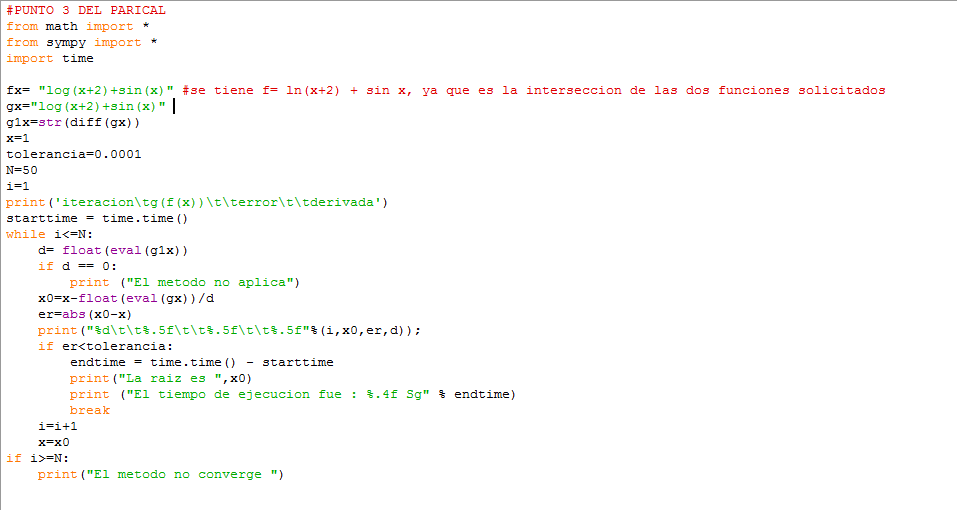 #PUNTO 3 DEL PARICAL
from math import *
from sympy import *
import time

fx= "log(x+2)+sin(x)" #se tiene f= ln(x+2) + sin x, ya que es la interseccion de las dos funciones solicitados
gx="log(x+2)+sin(x)"
g1x=str(diff(gx))
x=1
tolerancia=0.0001
N=50
i=1
print('iteracion\tg(f(x))\t\terror\t\tderivada')
starttime = time.time()
while i<=N:
    d= float(eval(g1x))
    if d == 0:
        print ("El metodo no aplica")
    x0=x-float(eval(gx))/d
    er=abs(x0-x)
    print("%d\t\t%.5f\t\t%.5f\t\t%.5f"%(i,x0,er,d));
    if er<tolerancia:
        endtime = time.time() - starttime
        print("La raiz es ",x0)
        print ("El tiempo de ejecucion fue : %.4f Sg" % endtime)
        break
    i=i+1
    x=x0
if i>=N:
    print("El metodo no converge ")